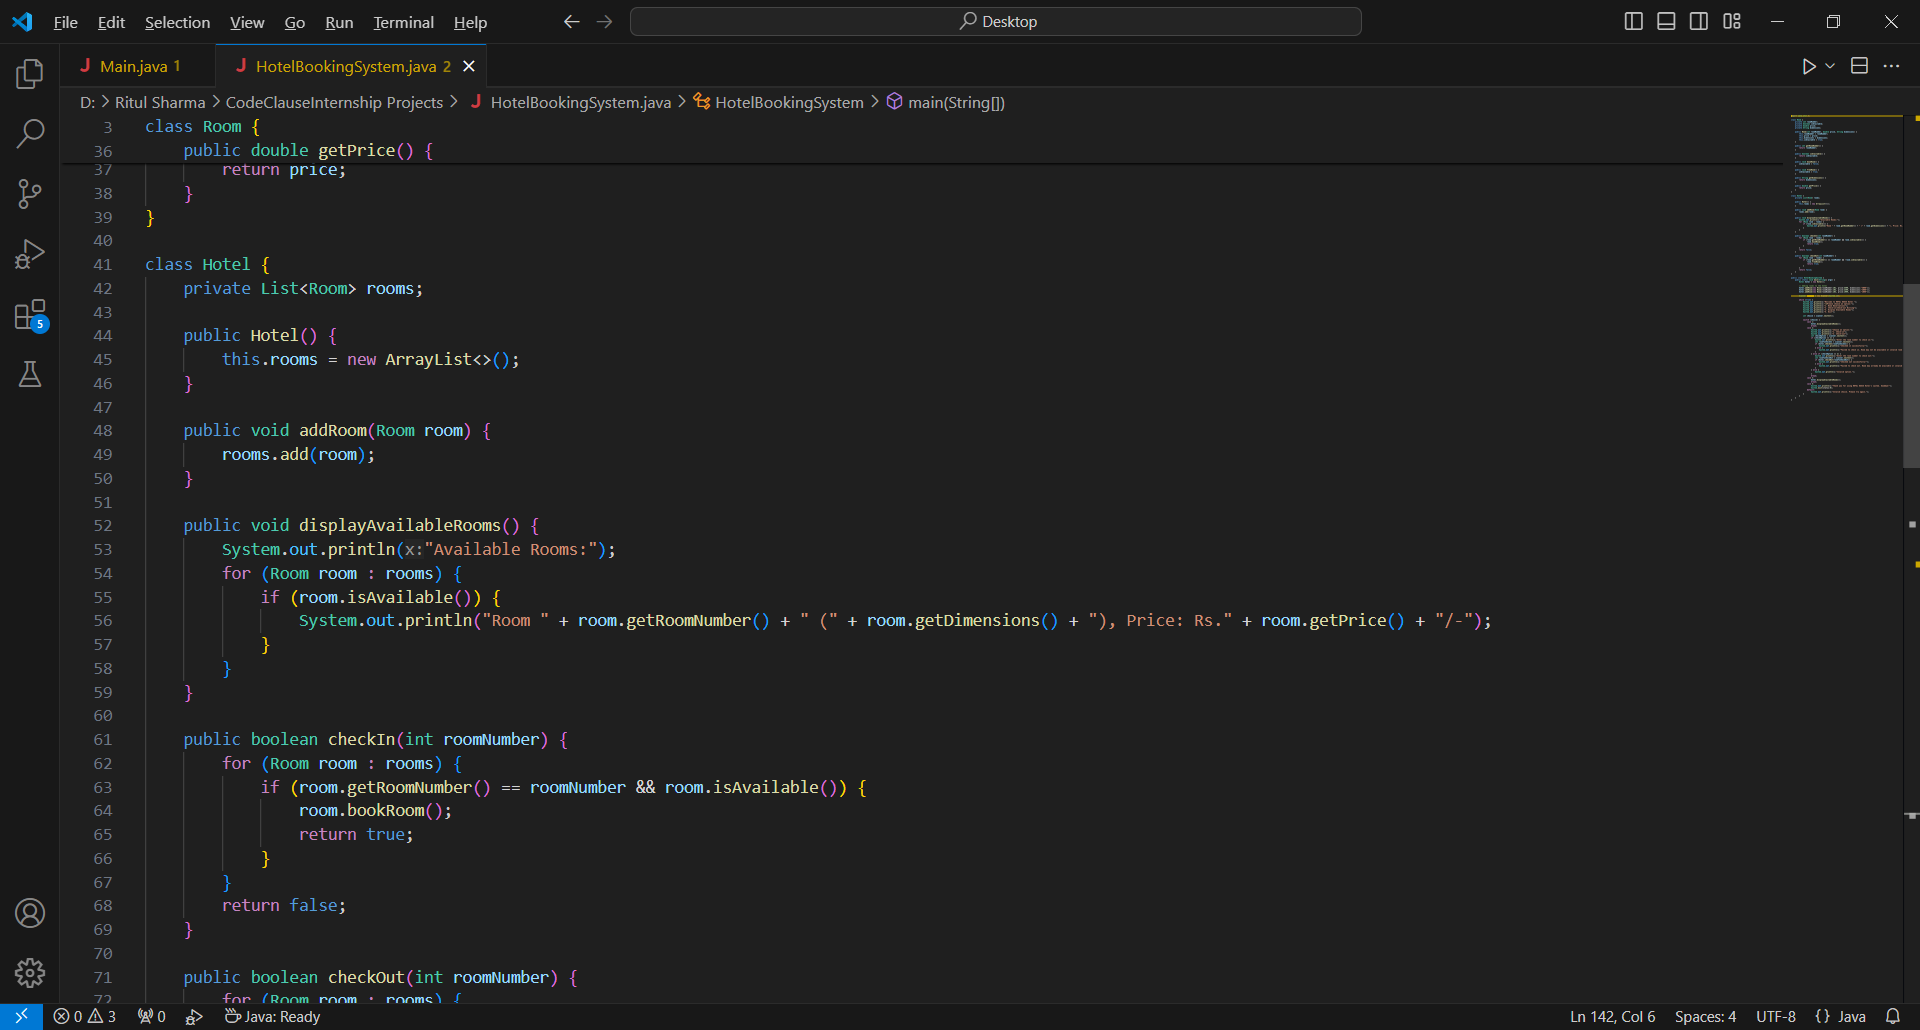 File Edit Selection View Go Run Terminal Help Desktop
Main.java 1 HotelBookingSystem.java 2
D: > Ritul Sharma > CodeClauseInternship Projects > HotelBookingSystem.java > HotelBookingSystem > main(String[])
3 class Room {
36 public double getPrice() {
37 return price;
38 }
39 }
40
41 class Hotel {
42 private List<Room> rooms;
43
44 public Hotel() {
45 this.rooms = new ArrayList<>();
46 }
47
48 public void addRoom(Room room) {
49 rooms.add(room);
50 }
51
52 public void displayAvailableRooms() {
53 System.out.println(x:"Available Rooms:");
54 for (Room room : rooms) {
55 if (room.isAvailable()) {
56 System.out.println("Room " + room.getRoomNumber() + " (" + room.getDimensions() + "), Price: Rs." + room.getPrice() + "/-");
57 }
58 }
59 }
60
61 public boolean checkIn(int roomNumber) {
62 for (Room room : rooms) {
63 if (room.getRoomNumber() == roomNumber && room.isAvailable()) {
64 room.bookRoom();
65 return true;
66 }
67 }
68 return false;
69 }
70
71 public boolean checkOut(int roomNumber) {
72 for (Room room : rooms) {
5
0 3 0 Java: Ready Ln 142, Col 6 Spaces: 4 UTF-8 {} Java